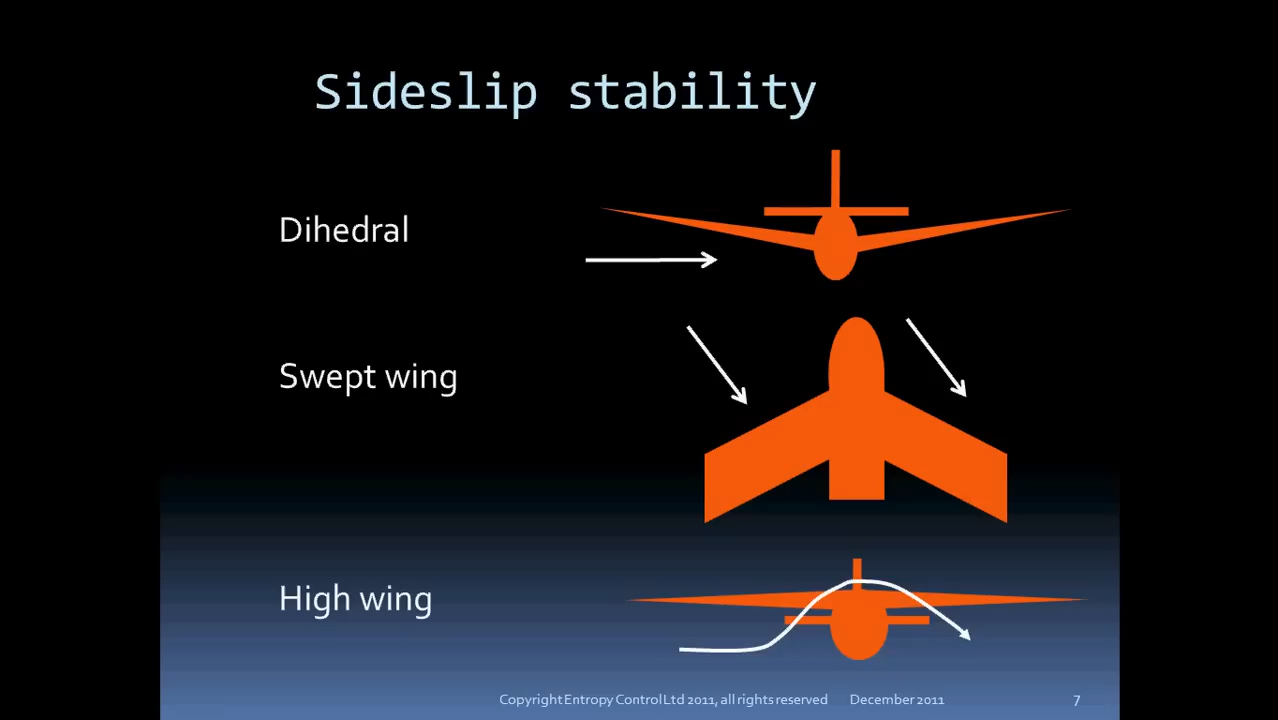 Sideslip stability
Dihedral
Swept wing
High wing
Copyright Entropy Control Ltd 2011, all rights reserved December 2011 7